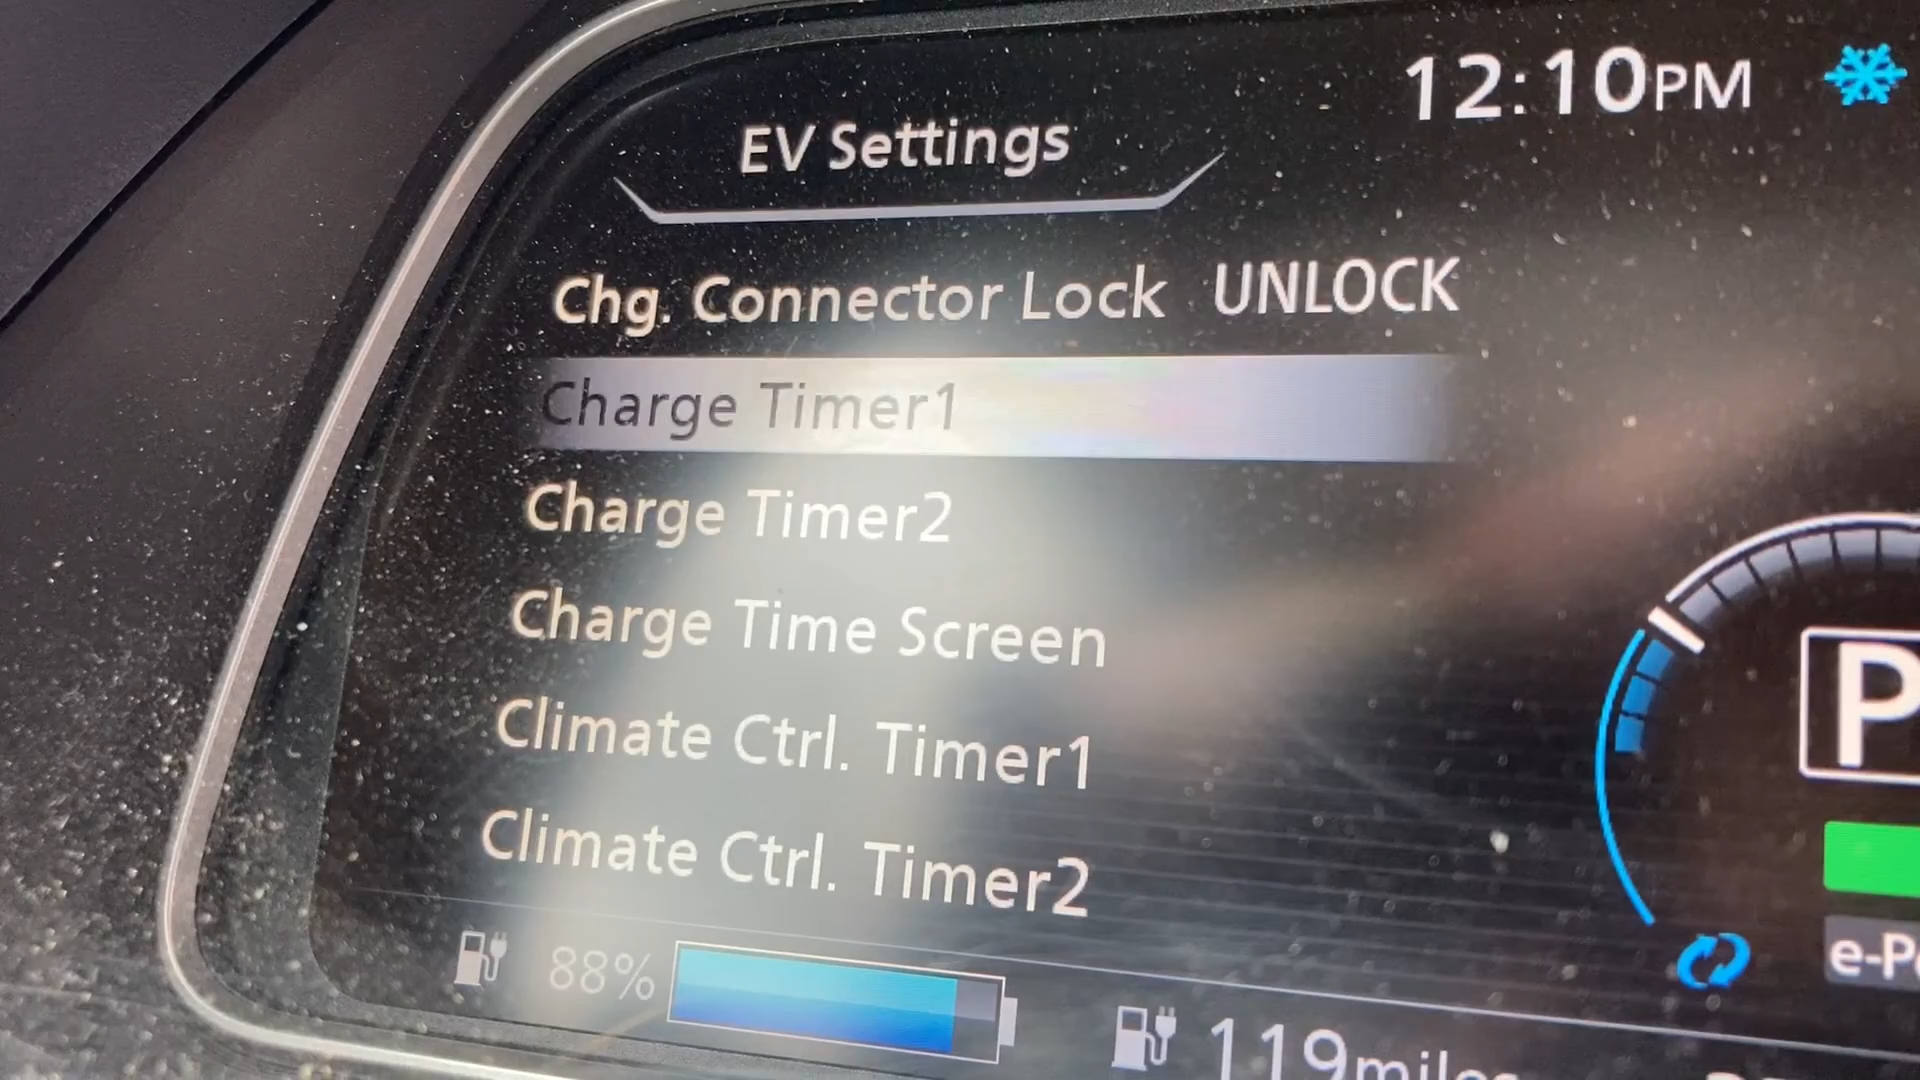 12:10PM
EV Settings
Chg. Connector Lock UNLOCK
Charge Timer1
Charge Timer2
Charge Time Screen
Climate Ctrl. Timer1
Climate Ctrl. Timer2
P
88%
119miles